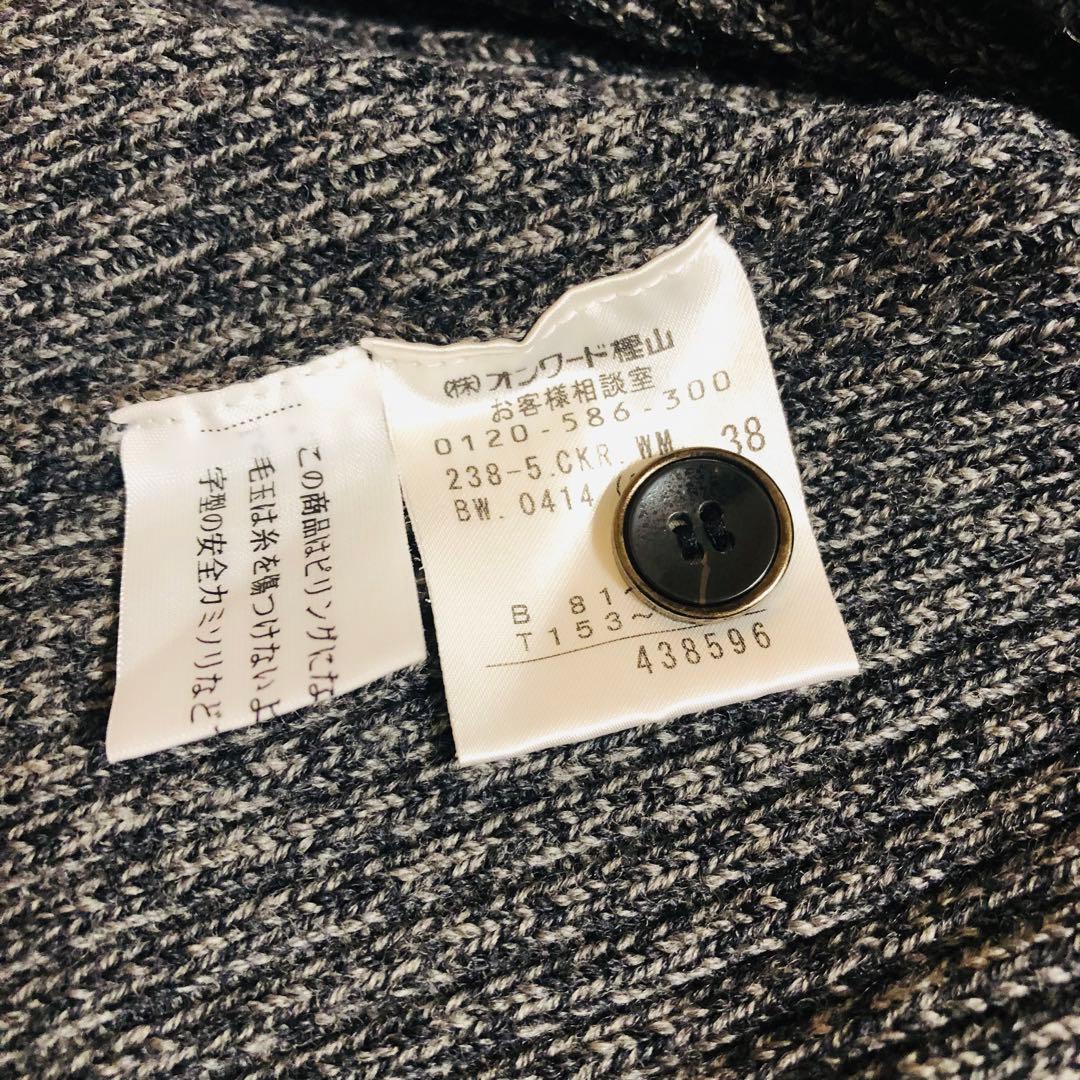 この商品はピリングにな
毛玉は糸を傷つけないよ
字型の安全カミソリなど
㈱オンワード樫山
お客様相談室
0120-586-300
238-5.CKR. WM. 38
BW. 0414
B 81~
T153~
438596